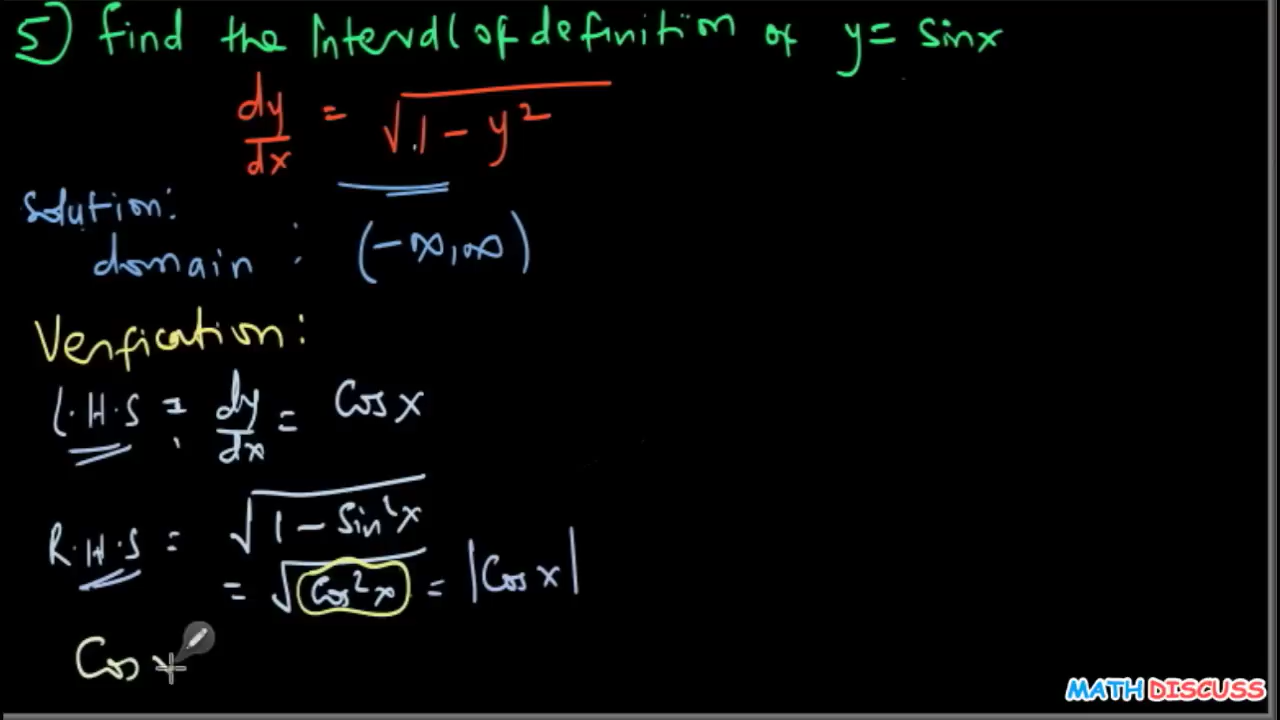 5) Find the Interval of definition of y = sinx
dy/dx = √1 - y²
Solution:
domain : (-∞,∞)
Verfication:
L.H.S = dy/dx = Cos x
R.H.S = √1 - Sin²x
= √Cos²x = |Cos x|
Cos x
MATH DISCUSS